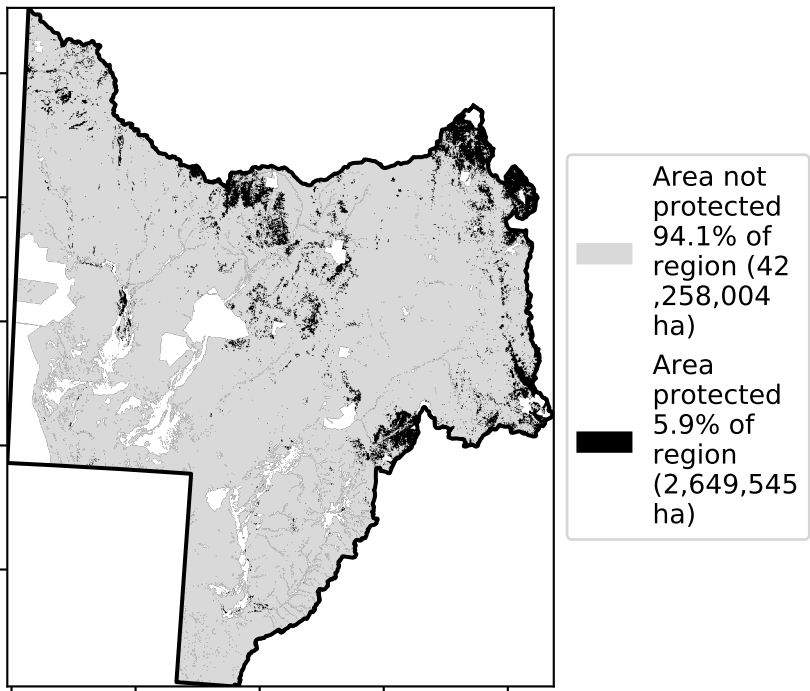 Area not
protected
94.1% of
region (42
,258,004
ha)
Area
protected
5.9% of
region
(2,649,545
ha)